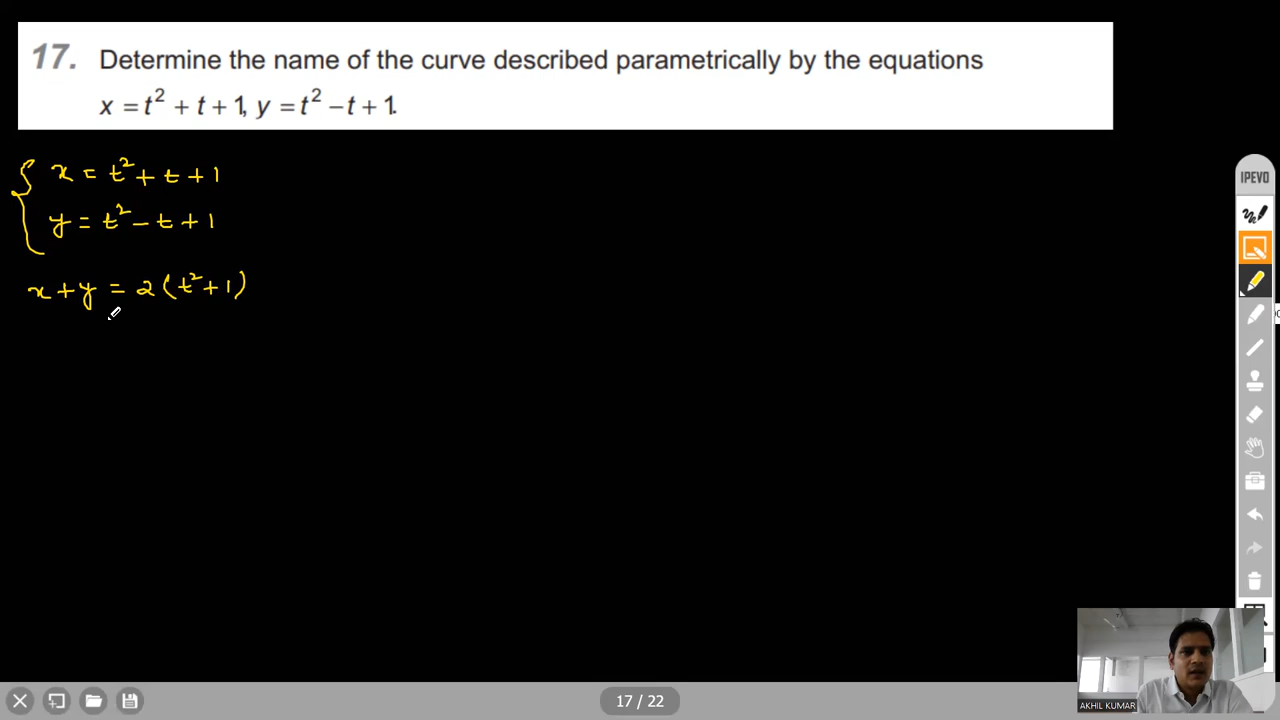 17. Determine the name of the curve described parametrically by the equations
x = t² + t + 1, y = t² − t + 1.
x = t² + t + 1
y = t² − t + 1
x + y = 2(t² + 1)
IPEVO
17 / 22
AKHIL KUMAR